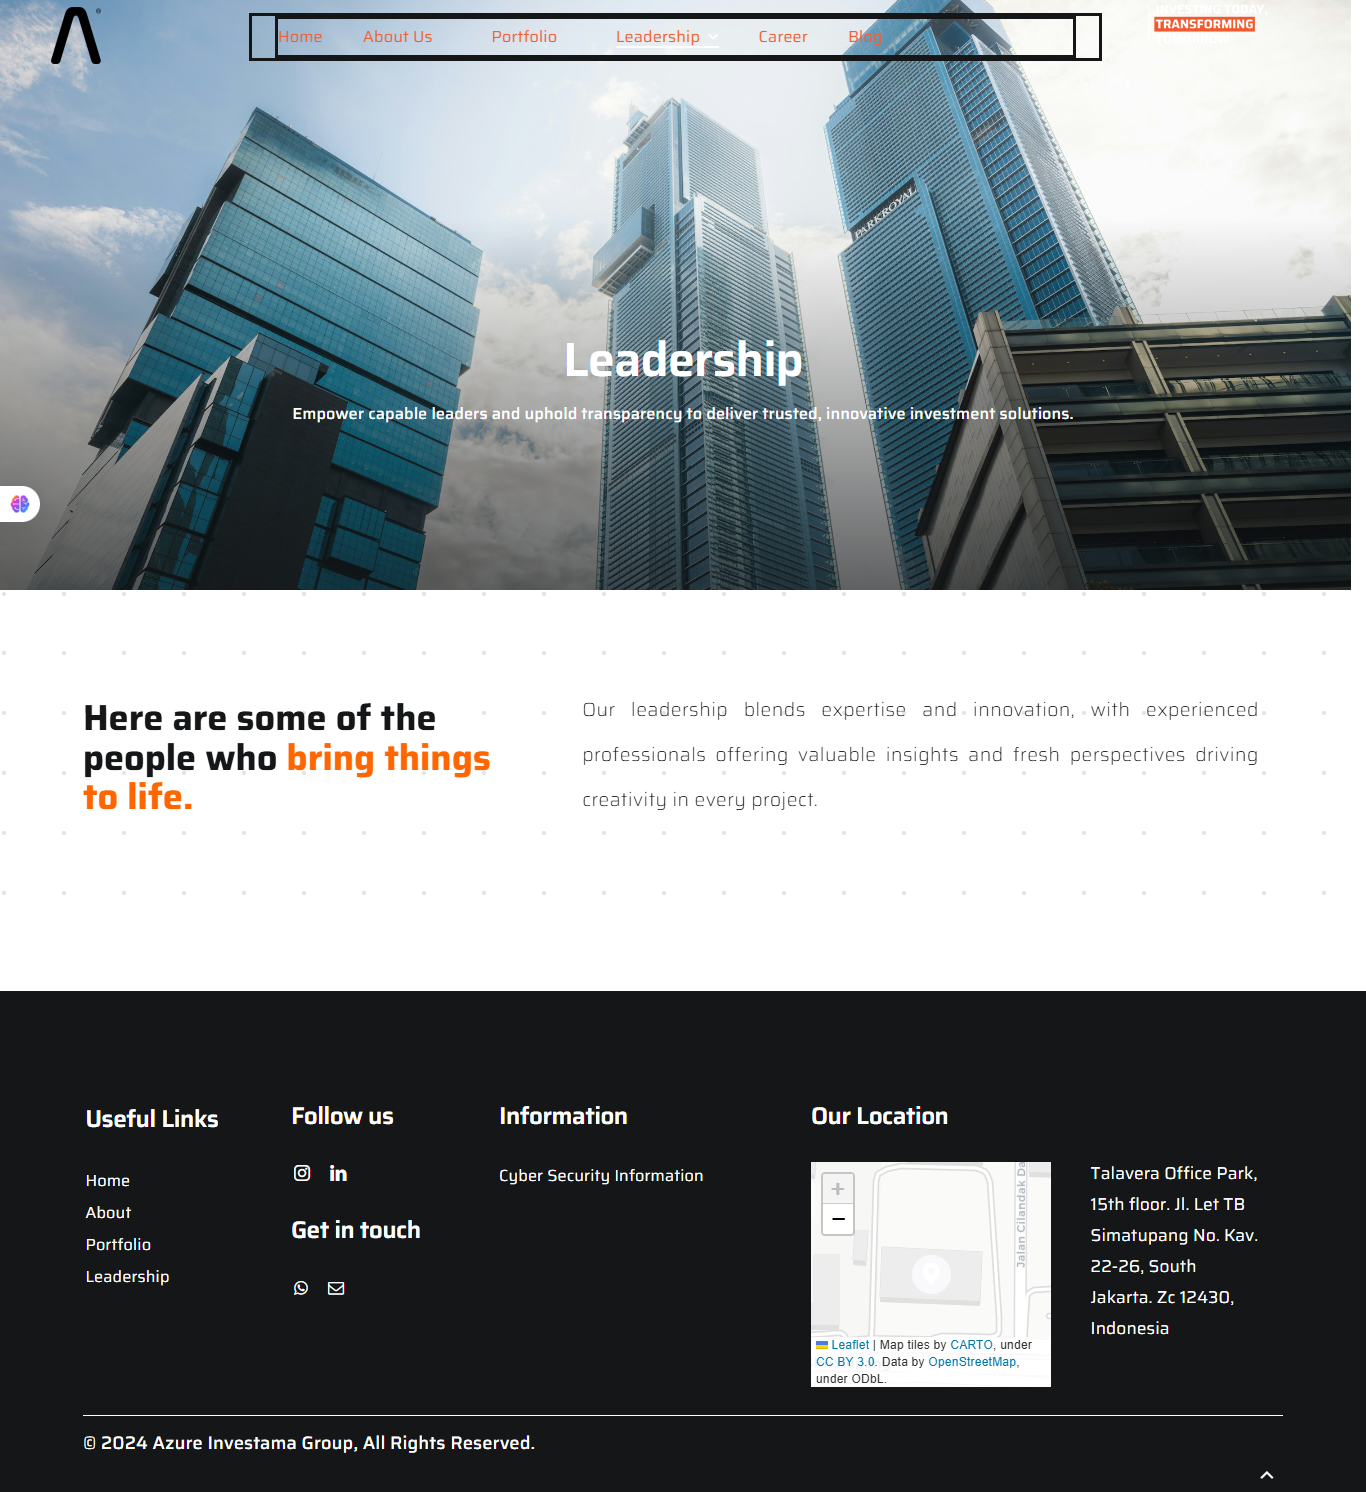 INVESTING TODAY,
TRANSFORMING
Home About Us Portfolio Leadership Career Blog
PARKROYAL
Leadership
Empower capable leaders and uphold transparency to deliver trusted, innovative investment solutions.
Here are some of the
people who bring things
to life.
Our leadership blends expertise and innovation, with experienced
professionals offering valuable insights and fresh perspectives driving
creativity in every project.
Useful Links
Home
About
Portfolio
Leadership
Follow us
Get in touch
Information
Cyber Security Information
Our Location
+
−
Jalan Cilandak Da
Leaflet | Map tiles by CARTO, under
CC BY 3.0. Data by OpenStreetMap,
under ODbL.
Talavera Office Park,
15th floor. Jl. Let TB
Simatupang No. Kav.
22-26, South
Jakarta. Zc 12430,
Indonesia
© 2024 Azure Investama Group, All Rights Reserved.